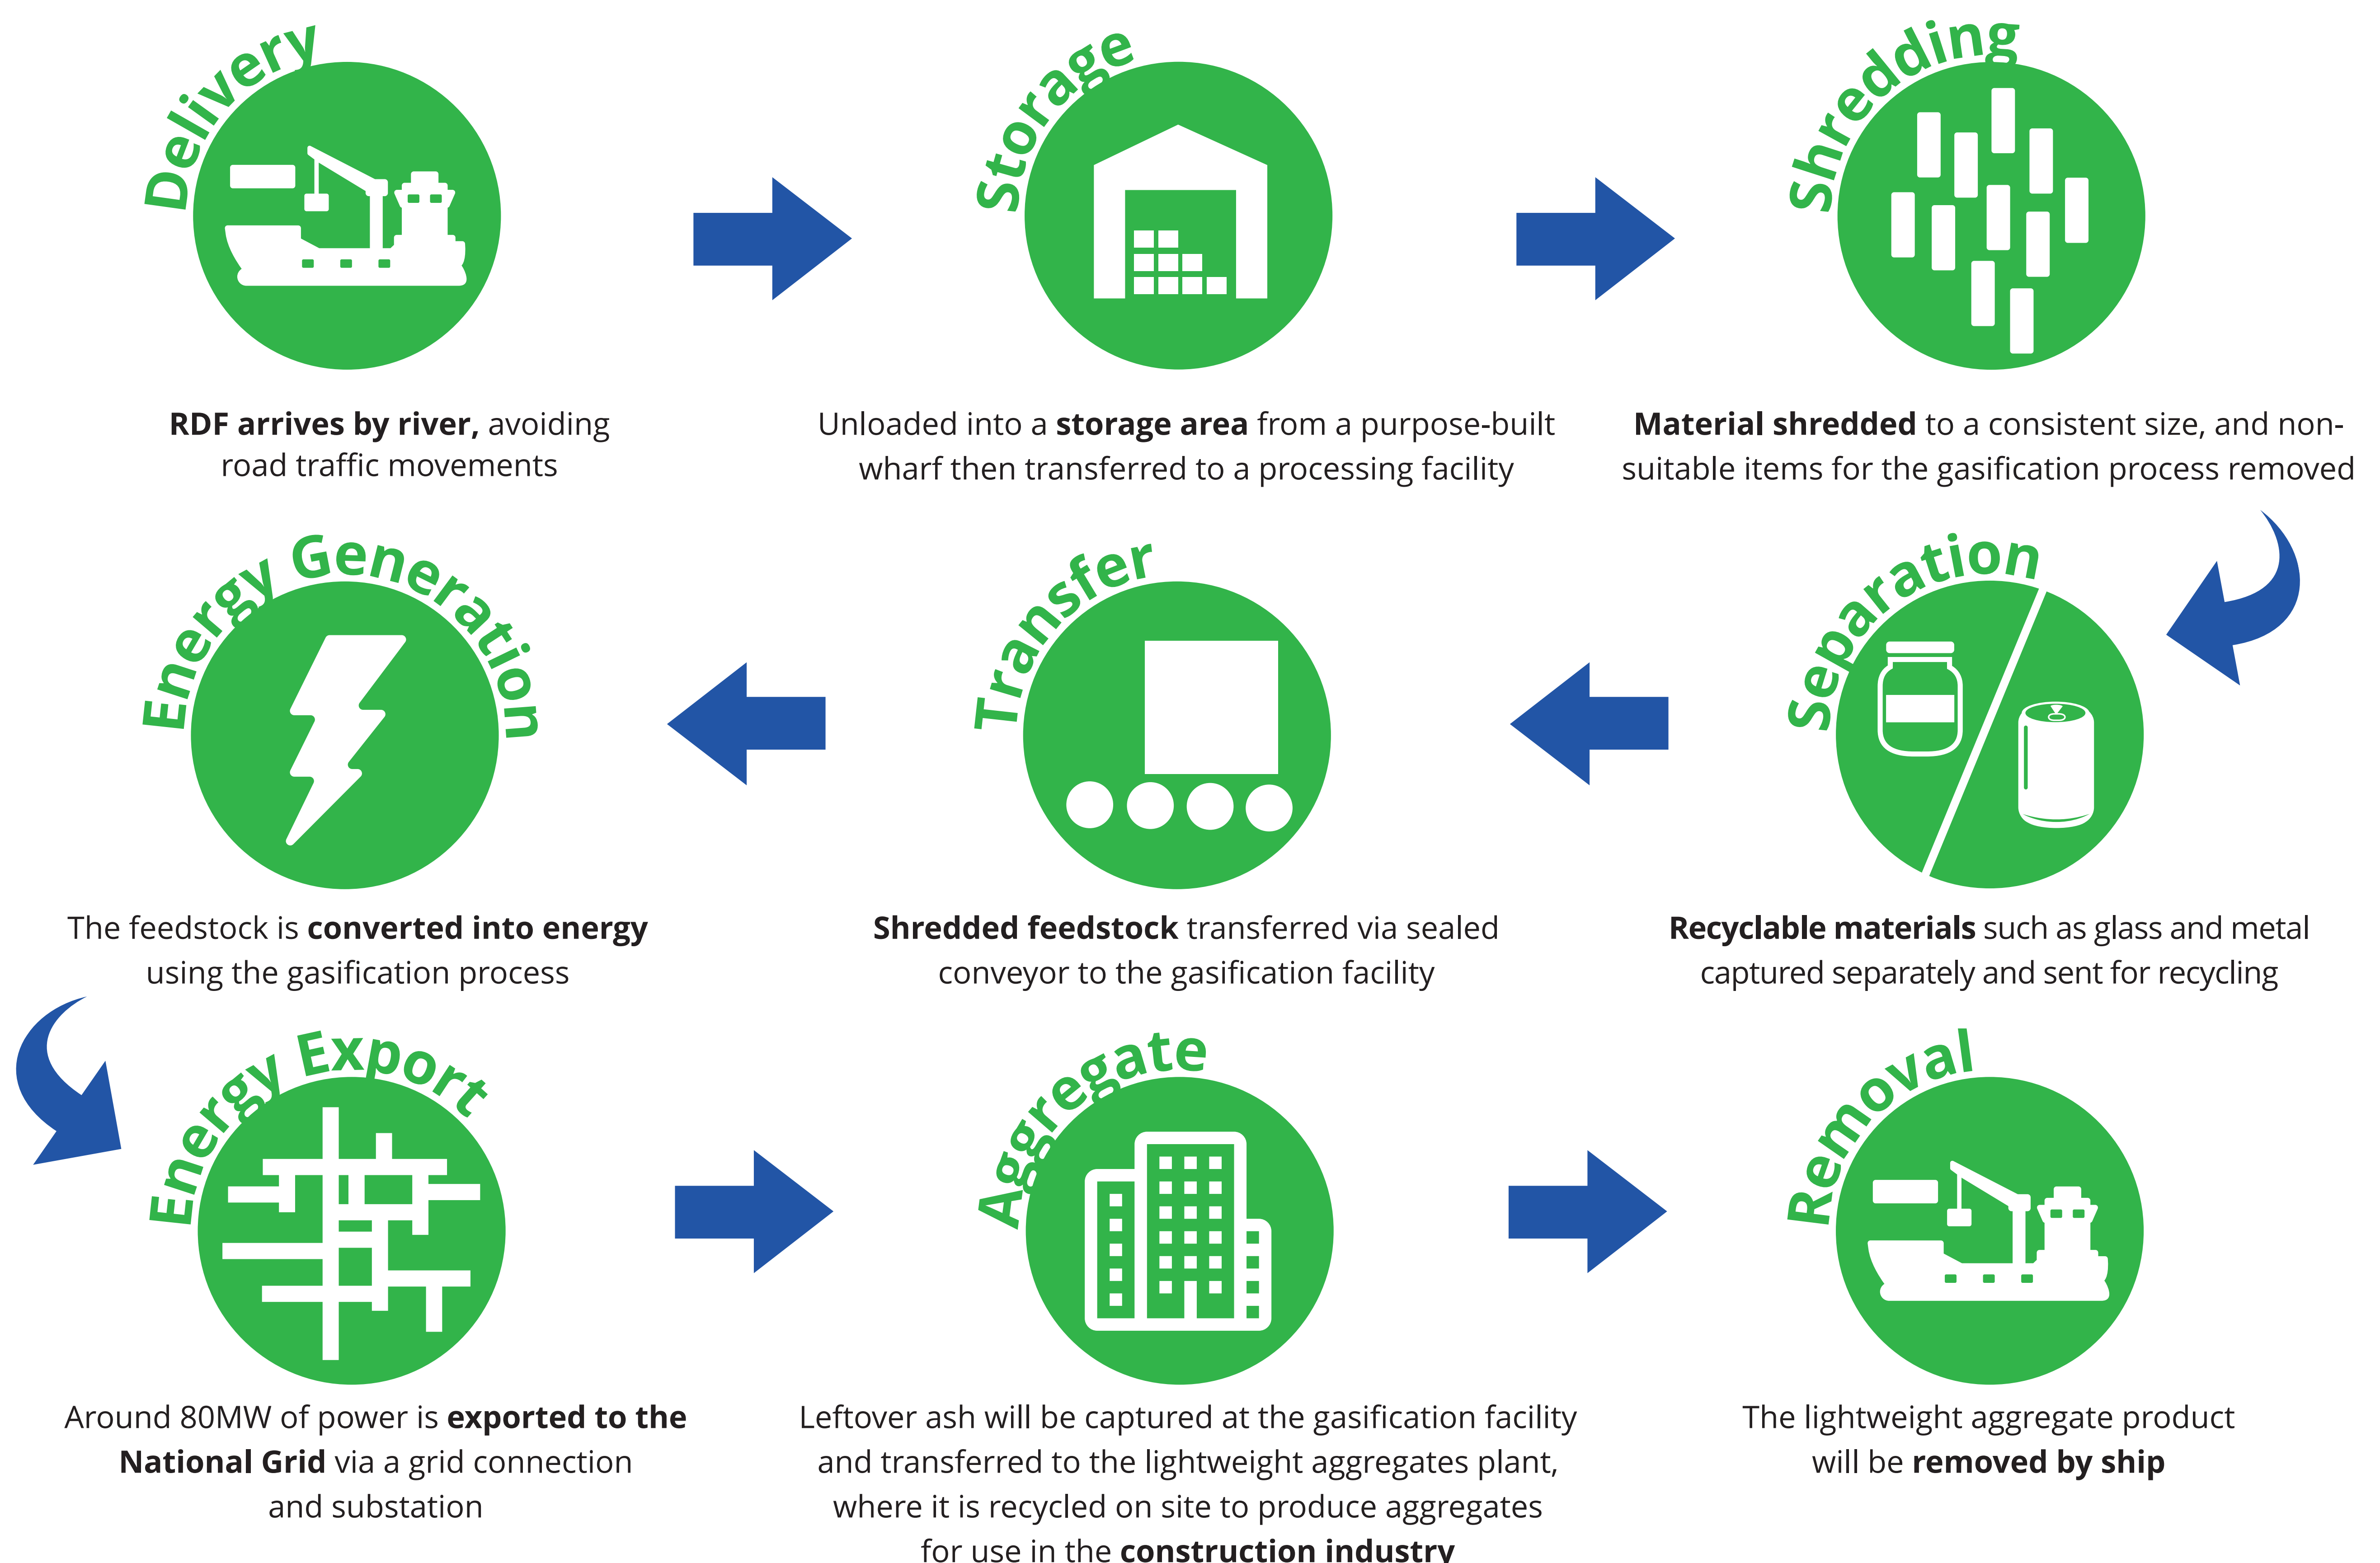 Delivery
RDF arrives by river, avoiding
road traffic movements
Storage
Unloaded into a storage area from a purpose-built
wharf then transferred to a processing facility
Shredding
Material shredded to a consistent size, and non-
suitable items for the gasification process removed
Separation
Recyclable materials such as glass and metal
captured separately and sent for recycling
Transfer
Shredded feedstock transferred via sealed
conveyor to the gasification facility
Energy Generation
The feedstock is converted into energy
using the gasification process
Energy Export
Around 80MW of power is exported to the
National Grid via a grid connection
and substation
Aggregate
Leftover ash will be captured at the gasification facility
and transferred to the lightweight aggregates plant,
where it is recycled on site to produce aggregates
for use in the construction industry
Removal
The lightweight aggregate product
will be removed by ship